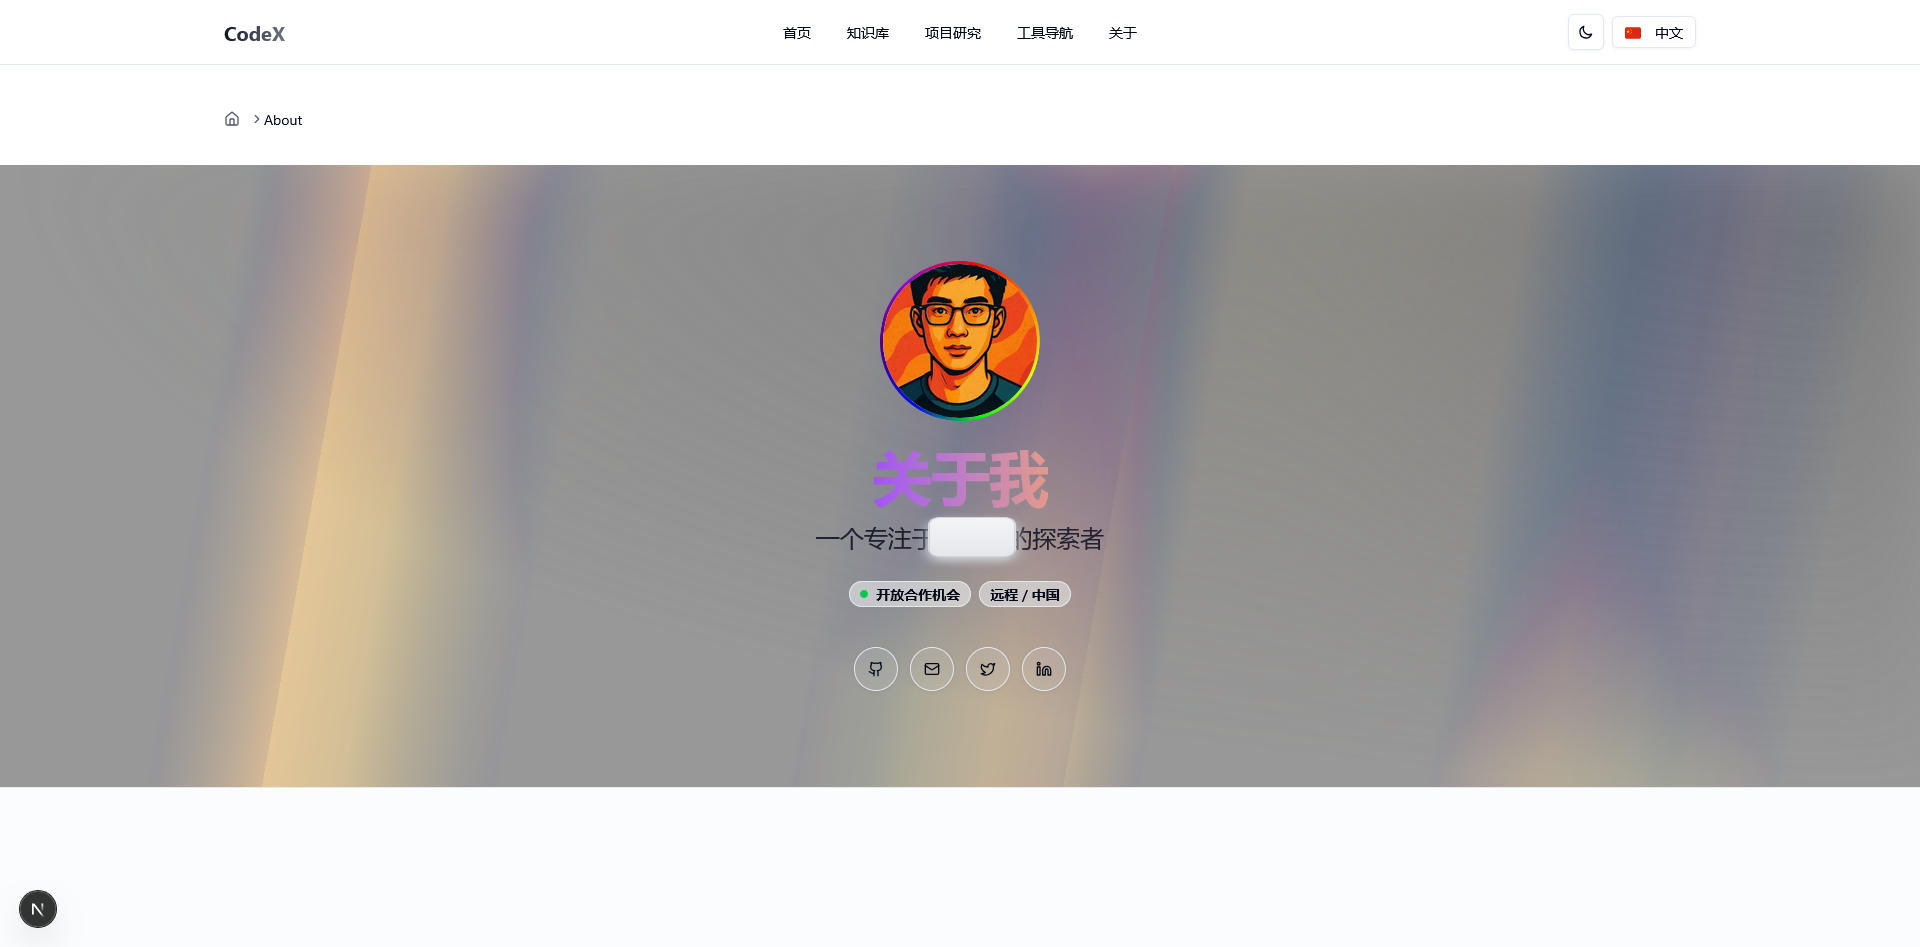 CodeX
首页 知识库 项目研究 工具导航 关于
中文
About
关于我
一个专注于 的探索者
开放合作机会 远程 / 中国
N